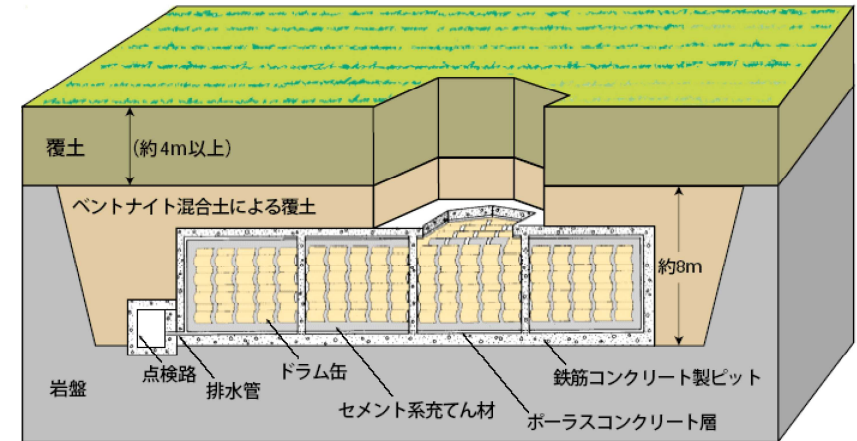 覆土
(約4m以上)
ベントナイト混合土による覆土
約8m
点検路
排水管
ドラム缶
鉄筋コンクリート製ピット
岩盤
セメント系充てん材
ポーラスコンクリート層